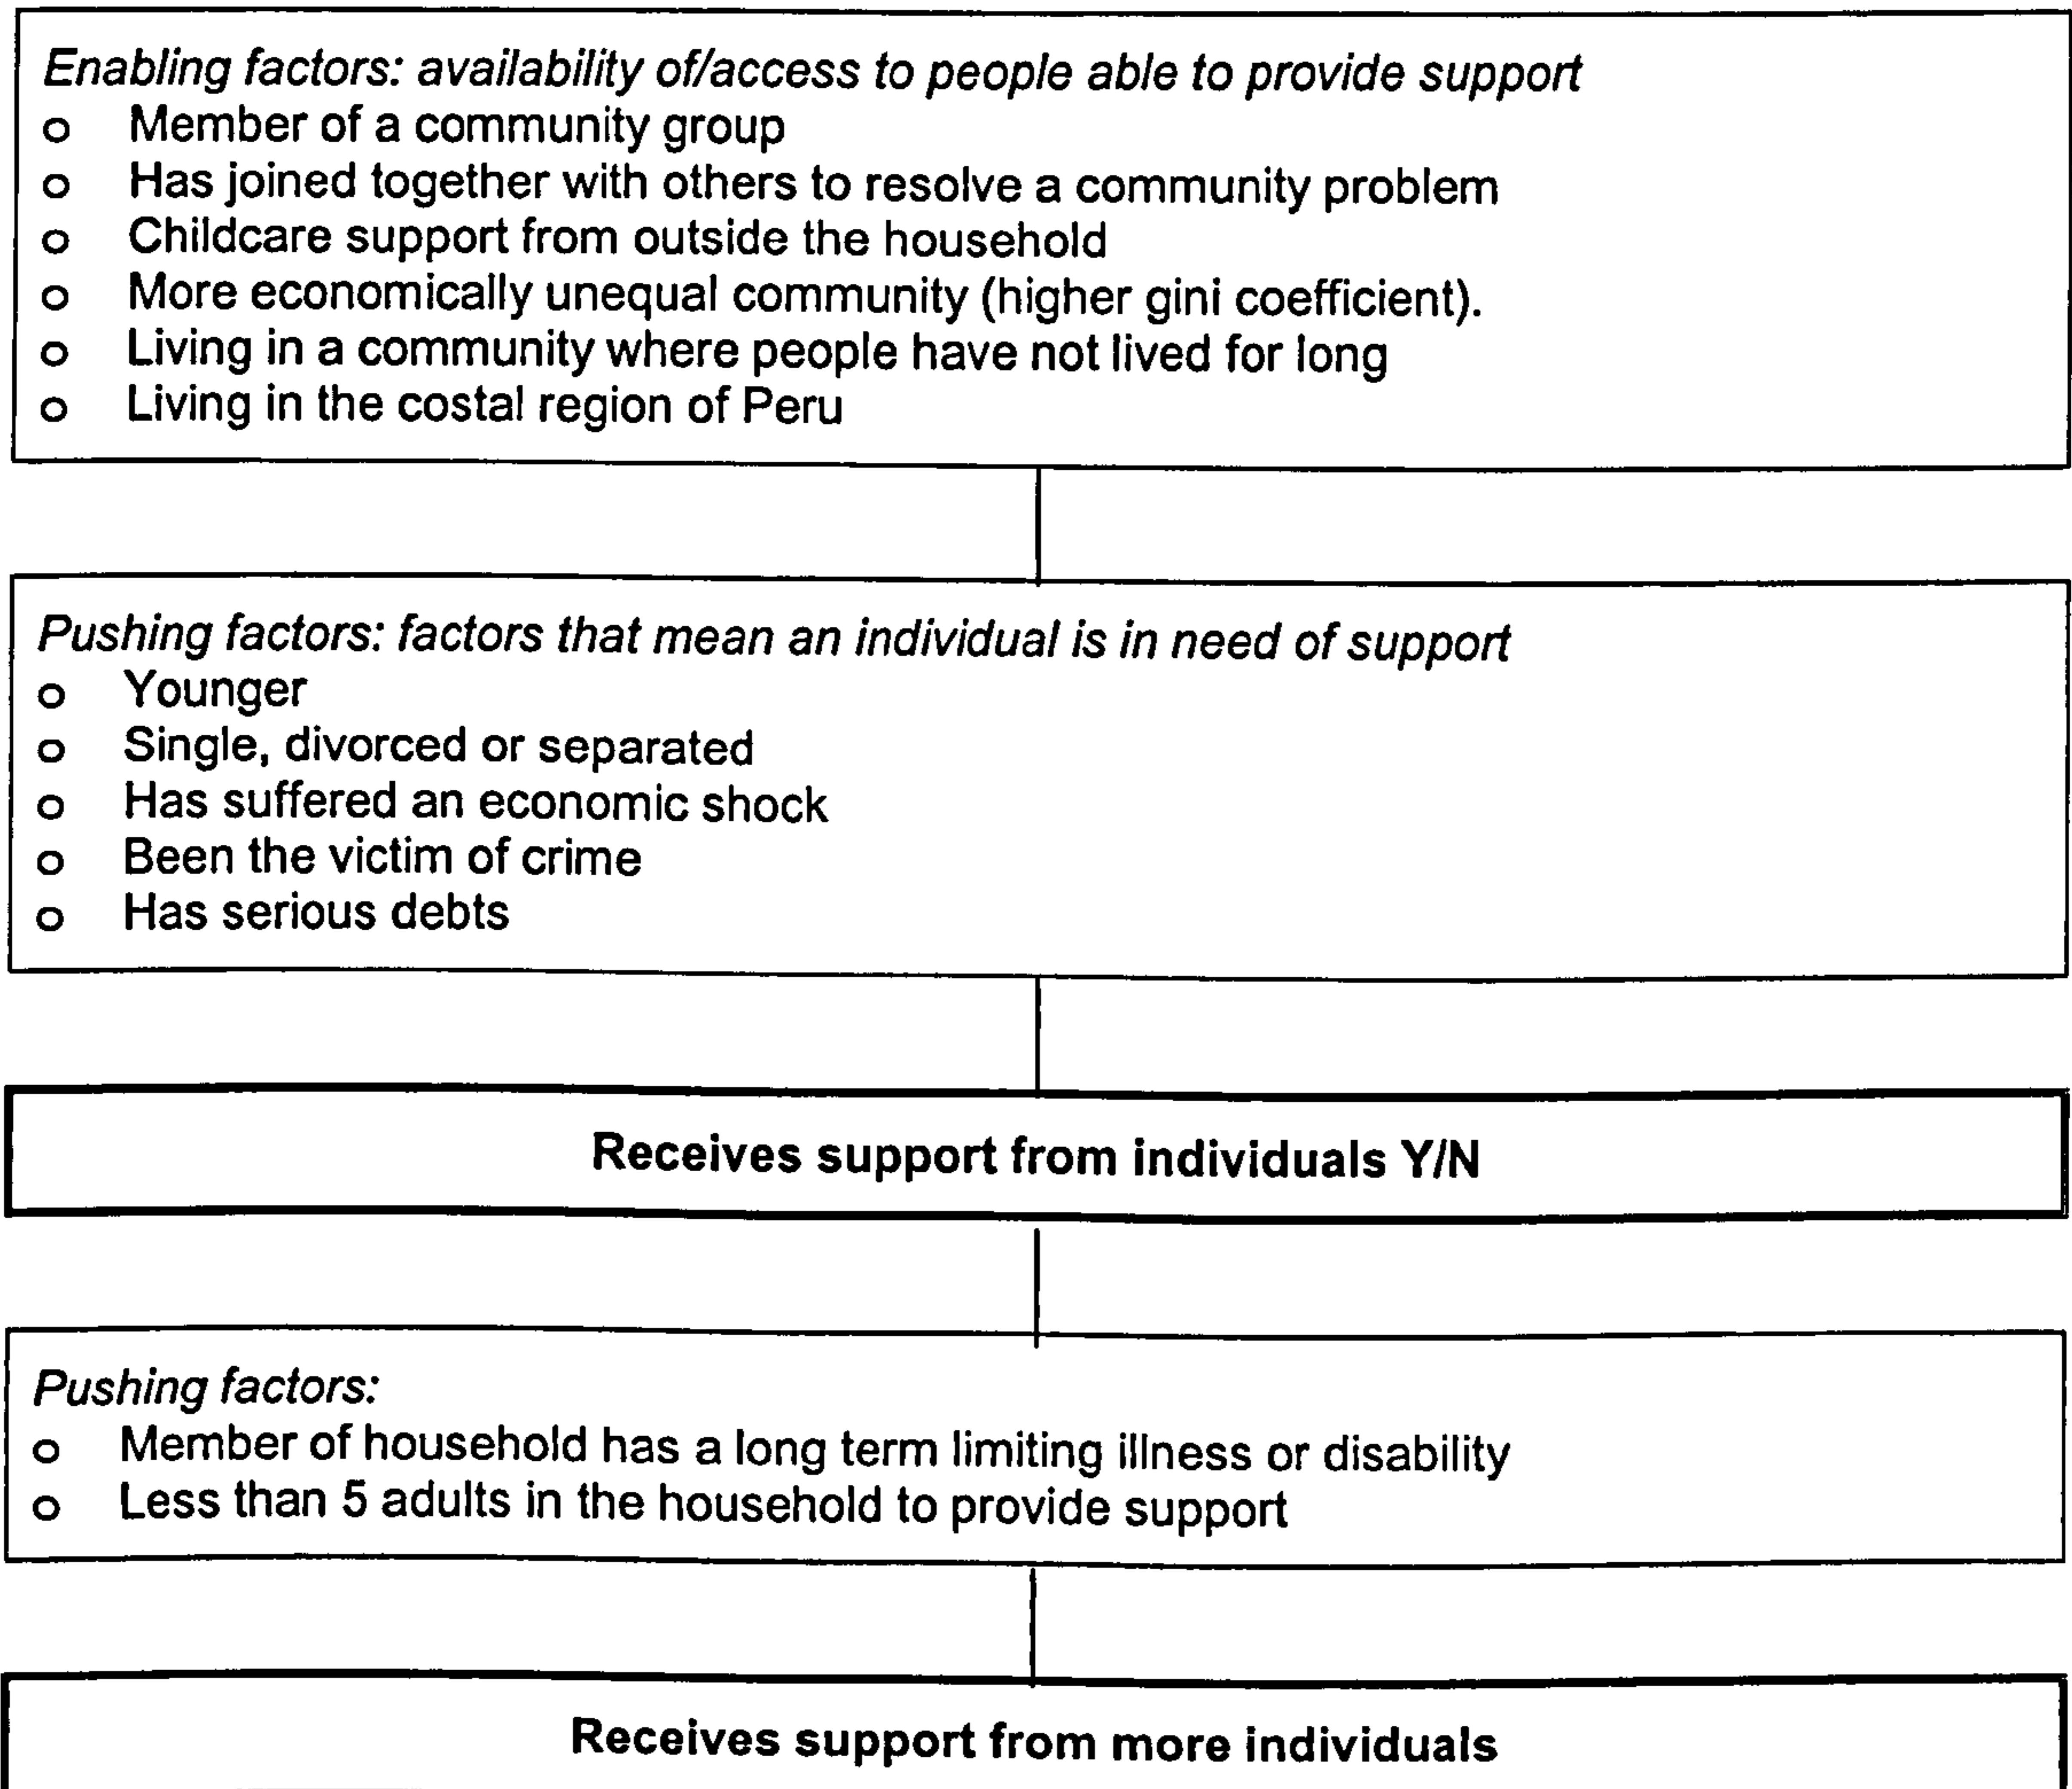 Enabling factors: availability of/access to people able to provide support
o Member of a community group
o Has joined together with others to resolve a community problem
o Childcare support from outside the household
o More economically unequal community (higher gini coefficient).
o Living in a community where people have not lived for long
o Living in the costal region of Peru
Pushing factors: factors that mean an individual is in need of support
o Younger
o Single, divorced or separated
o Has suffered an economic shock
o Been the victim of crime
o Has serious debts
Receives support from individuals Y/N
Pushing factors:
o Member of household has a long term limiting illness or disability
o Less than 5 adults in the household to provide support
Receives support from more individuals